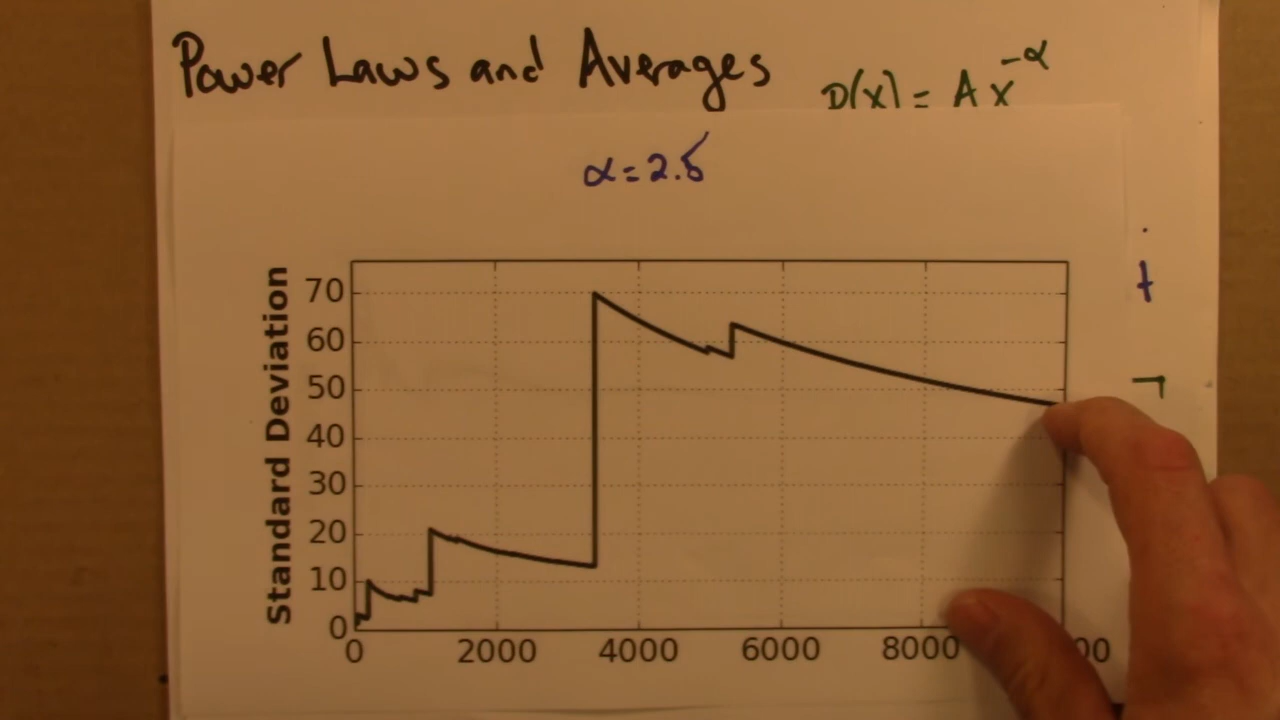 Power Laws and Averages p(x) = A x^-α
α = 2.5
Standard Deviation
70
60
50
40
30
20
10
0
0 2000 4000 6000 8000